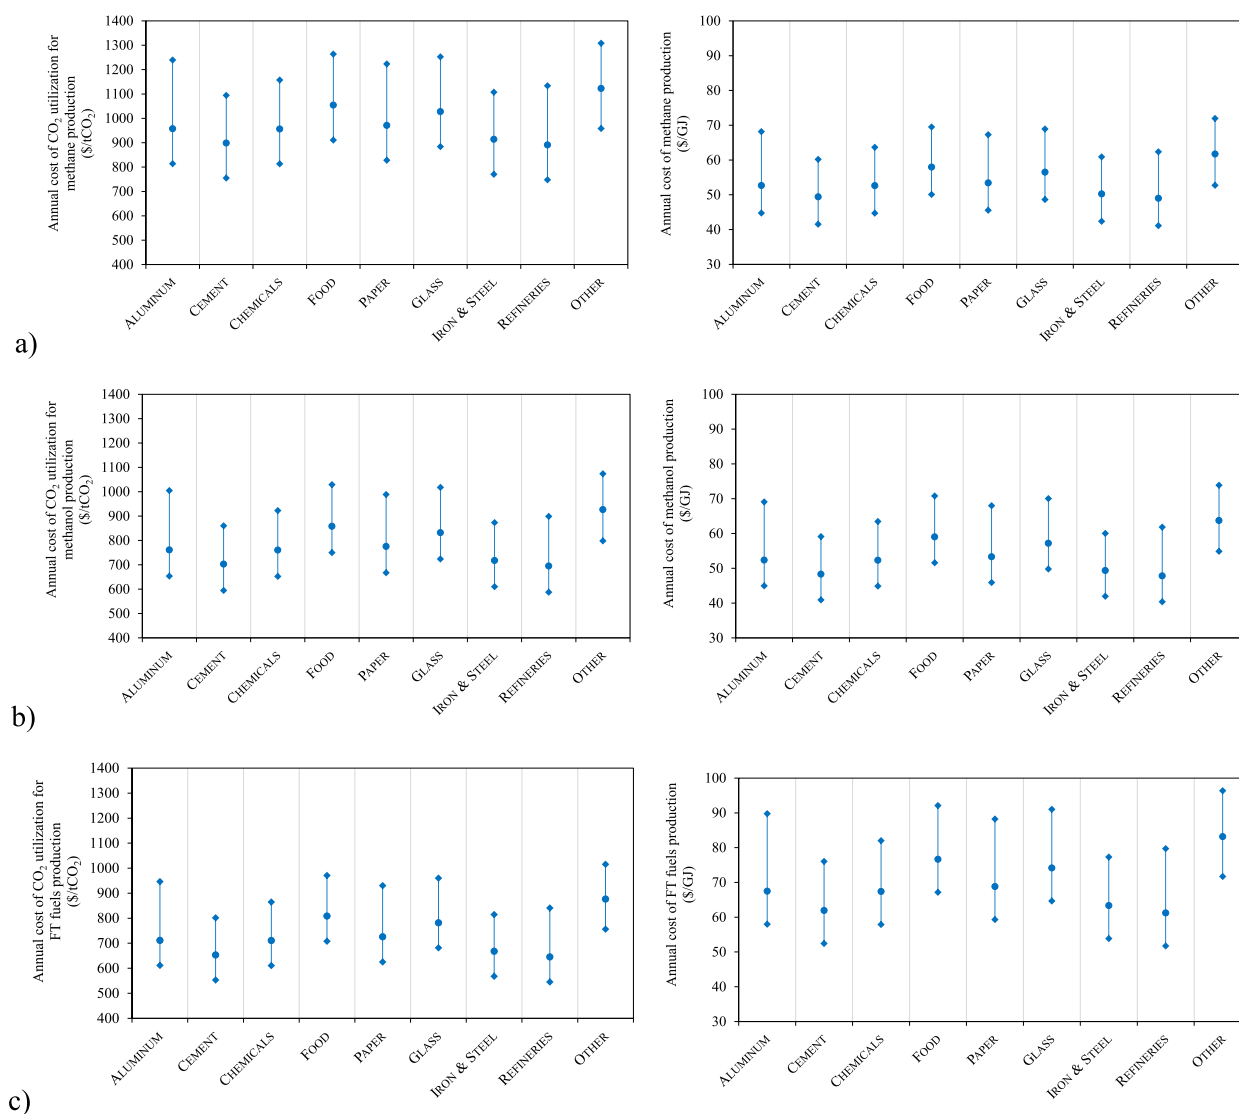 Annual cost of CO2 utilization for
methane production
($/tCO2)
1400
1300
1200
1100
1000
900
800
700
600
500
400
ALUMINUM
CEMENT
CHEMICALS
FOOD
PAPER
GLASS
IRON & STEEL
REFINERIES
OTHER
Annual cost of methane production
($/GJ)
100
90
80
70
60
50
40
30
ALUMINUM
CEMENT
CHEMICALS
FOOD
PAPER
GLASS
IRON & STEEL
REFINERIES
OTHER
a)
Annual cost of CO2 utilization for
methanol production
($/tCO2)
1400
1300
1200
1100
1000
900
800
700
600
500
400
ALUMINUM
CEMENT
CHEMICALS
FOOD
PAPER
GLASS
IRON & STEEL
REFINERIES
OTHER
Annual cost of methanol production
($/GJ)
100
90
80
70
60
50
40
30
ALUMINUM
CEMENT
CHEMICALS
FOOD
PAPER
GLASS
IRON & STEEL
REFINERIES
OTHER
b)
Annual cost of CO2 utilization for
FT fuels production
($/tCO2)
1400
1300
1200
1100
1000
900
800
700
600
500
400
ALUMINUM
CEMENT
CHEMICALS
FOOD
PAPER
GLASS
IRON & STEEL
REFINERIES
OTHER
Annual cost of FT fuels production
($/GJ)
100
90
80
70
60
50
40
30
ALUMINUM
CEMENT
CHEMICALS
FOOD
PAPER
GLASS
IRON & STEEL
REFINERIES
OTHER
c)